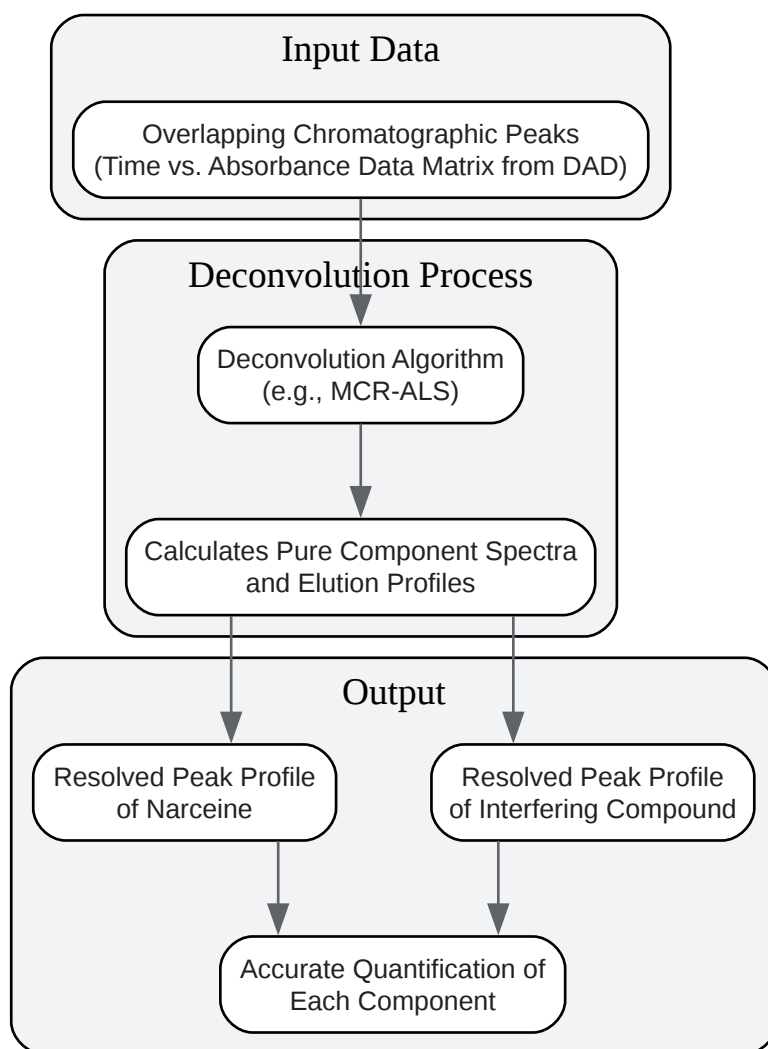 Input Data
Overlapping Chromatographic Peaks
(Time vs. Absorbance Data Matrix from DAD)
Deconvolution Process
Deconvolution Algorithm
(e.g., MCR-ALS)
Calculates Pure Component Spectra
and Elution Profiles
Output
Resolved Peak Profile
of Narceine
Resolved Peak Profile
of Interfering Compound
Accurate Quantification of
Each Component